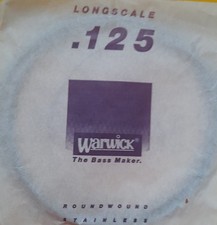 LONGSCALE
.125
Warwick®
The Bass Maker.
ROUNDWOUND
STAINLESS